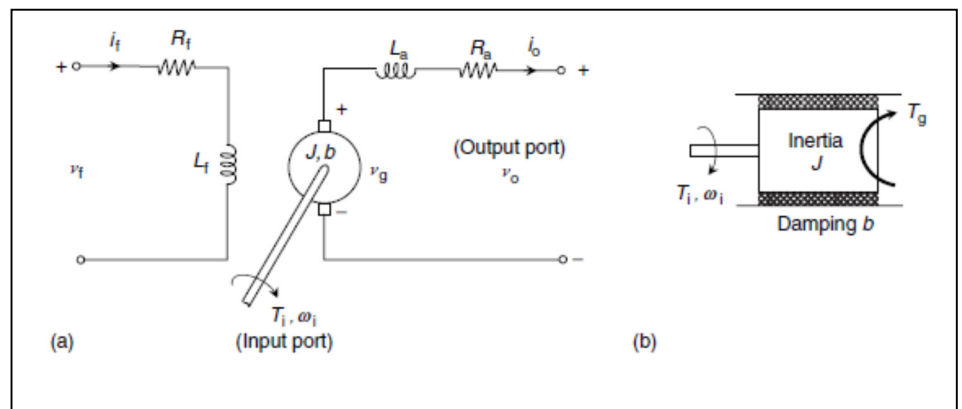 i_f R_f
L_a R_a i_o
+ +
+
L_f J, b (Output port)
v_f v_g v_o
−
−
T_i, ω_i
(Input port)
(a)
T_g
Inertia
J
T_i, ω_i
Damping b
(b)